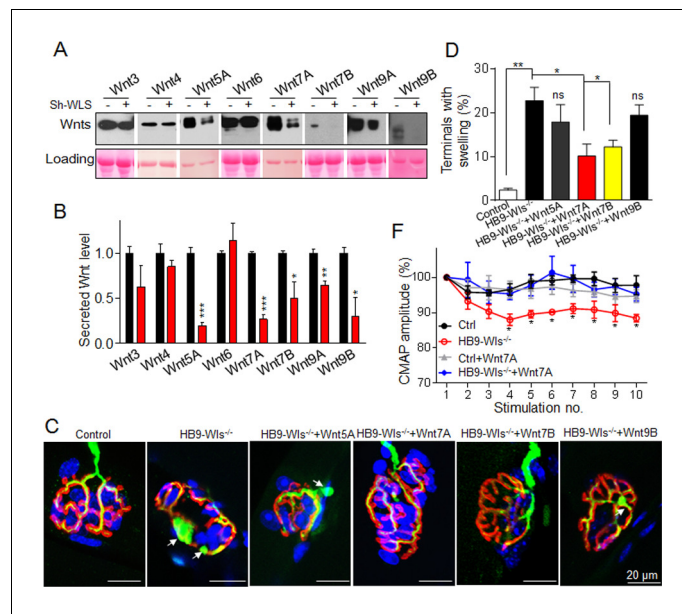 A
Wnt3 Wnt4 Wnt5A Wnt6 Wnt7A Wnt7B Wnt9A Wnt9B
Sh-WLS - + - + - + - + - + - + - + - +
Wnts
Loading
B
Secreted Wnt level
1.0
0.5
0.0
*** *** * ** *
Wnt3 Wnt4 Wnt5A Wnt6 Wnt7A Wnt7B Wnt9A Wnt9B
D
Terminals with
swelling (%)
30
20
10
0
** * * ns ns
Control HB9-Wls-/- HB9-Wls-/-+Wnt5A HB9-Wls-/-+Wnt7A HB9-Wls-/-+Wnt7B HB9-Wls-/-+Wnt9B
F
CMAP amplitude (%)
100
90
80
70
Ctrl
HB9-Wls-/-
Ctrl+Wnt7A
HB9-Wls-/-+Wnt7A
* * * * * * *
1 2 3 4 5 6 7 8 9 10
Stimulation no.
C
Control HB9-Wls-/- HB9-Wls-/-+Wnt5A HB9-Wls-/-+Wnt7A HB9-Wls-/-+Wnt7B HB9-Wls-/-+Wnt9B
20 µm